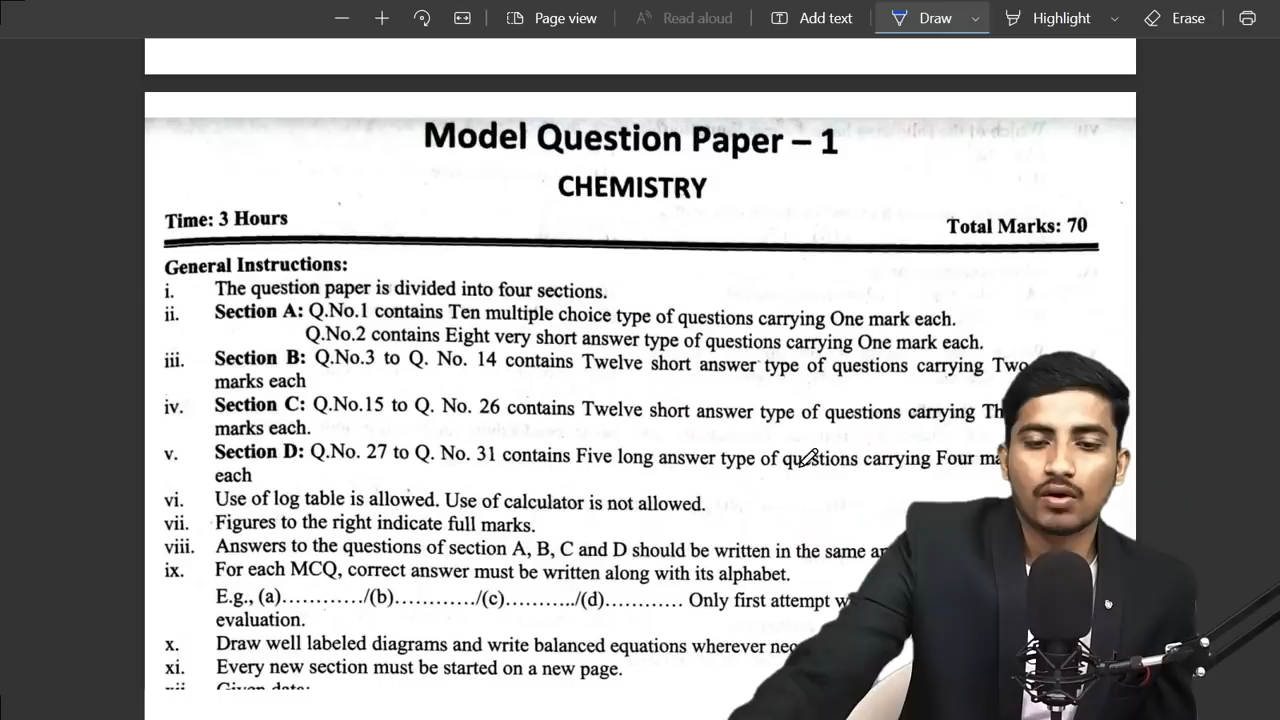 Page view
Read aloud
Add text
Draw
Highlight
Erase
Model Question Paper – 1
CHEMISTRY
Time: 3 Hours
Total Marks: 70
General Instructions:
i. The question paper is divided into four sections.
ii. Section A: Q.No.1 contains Ten multiple choice type of questions carrying One mark each.
Q.No.2 contains Eight very short answer type of questions carrying One mark each.
iii. Section B: Q.No.3 to Q. No. 14 contains Twelve short answer type of questions carrying Two
marks each
iv. Section C: Q.No.15 to Q. No. 26 contains Twelve short answer type of questions carrying
marks each.
v. Section D: Q.No. 27 to Q. No. 31 contains Five long answer type of questions carrying Four
each
vi. Use of log table is allowed. Use of calculator is not allowed.
vii. Figures to the right indicate full marks.
viii. Answers to the questions of section A, B, C and D should be written in the same
ix. For each MCQ, correct answer must be written along with its alphabet.
E.g., (a)…………/(b)…………/(c)………../(d)………… Only first attempt
evaluation.
x. Draw well labeled diagrams and write balanced equations wherever
xi. Every new section must be started on a new page.
xii. Given data: